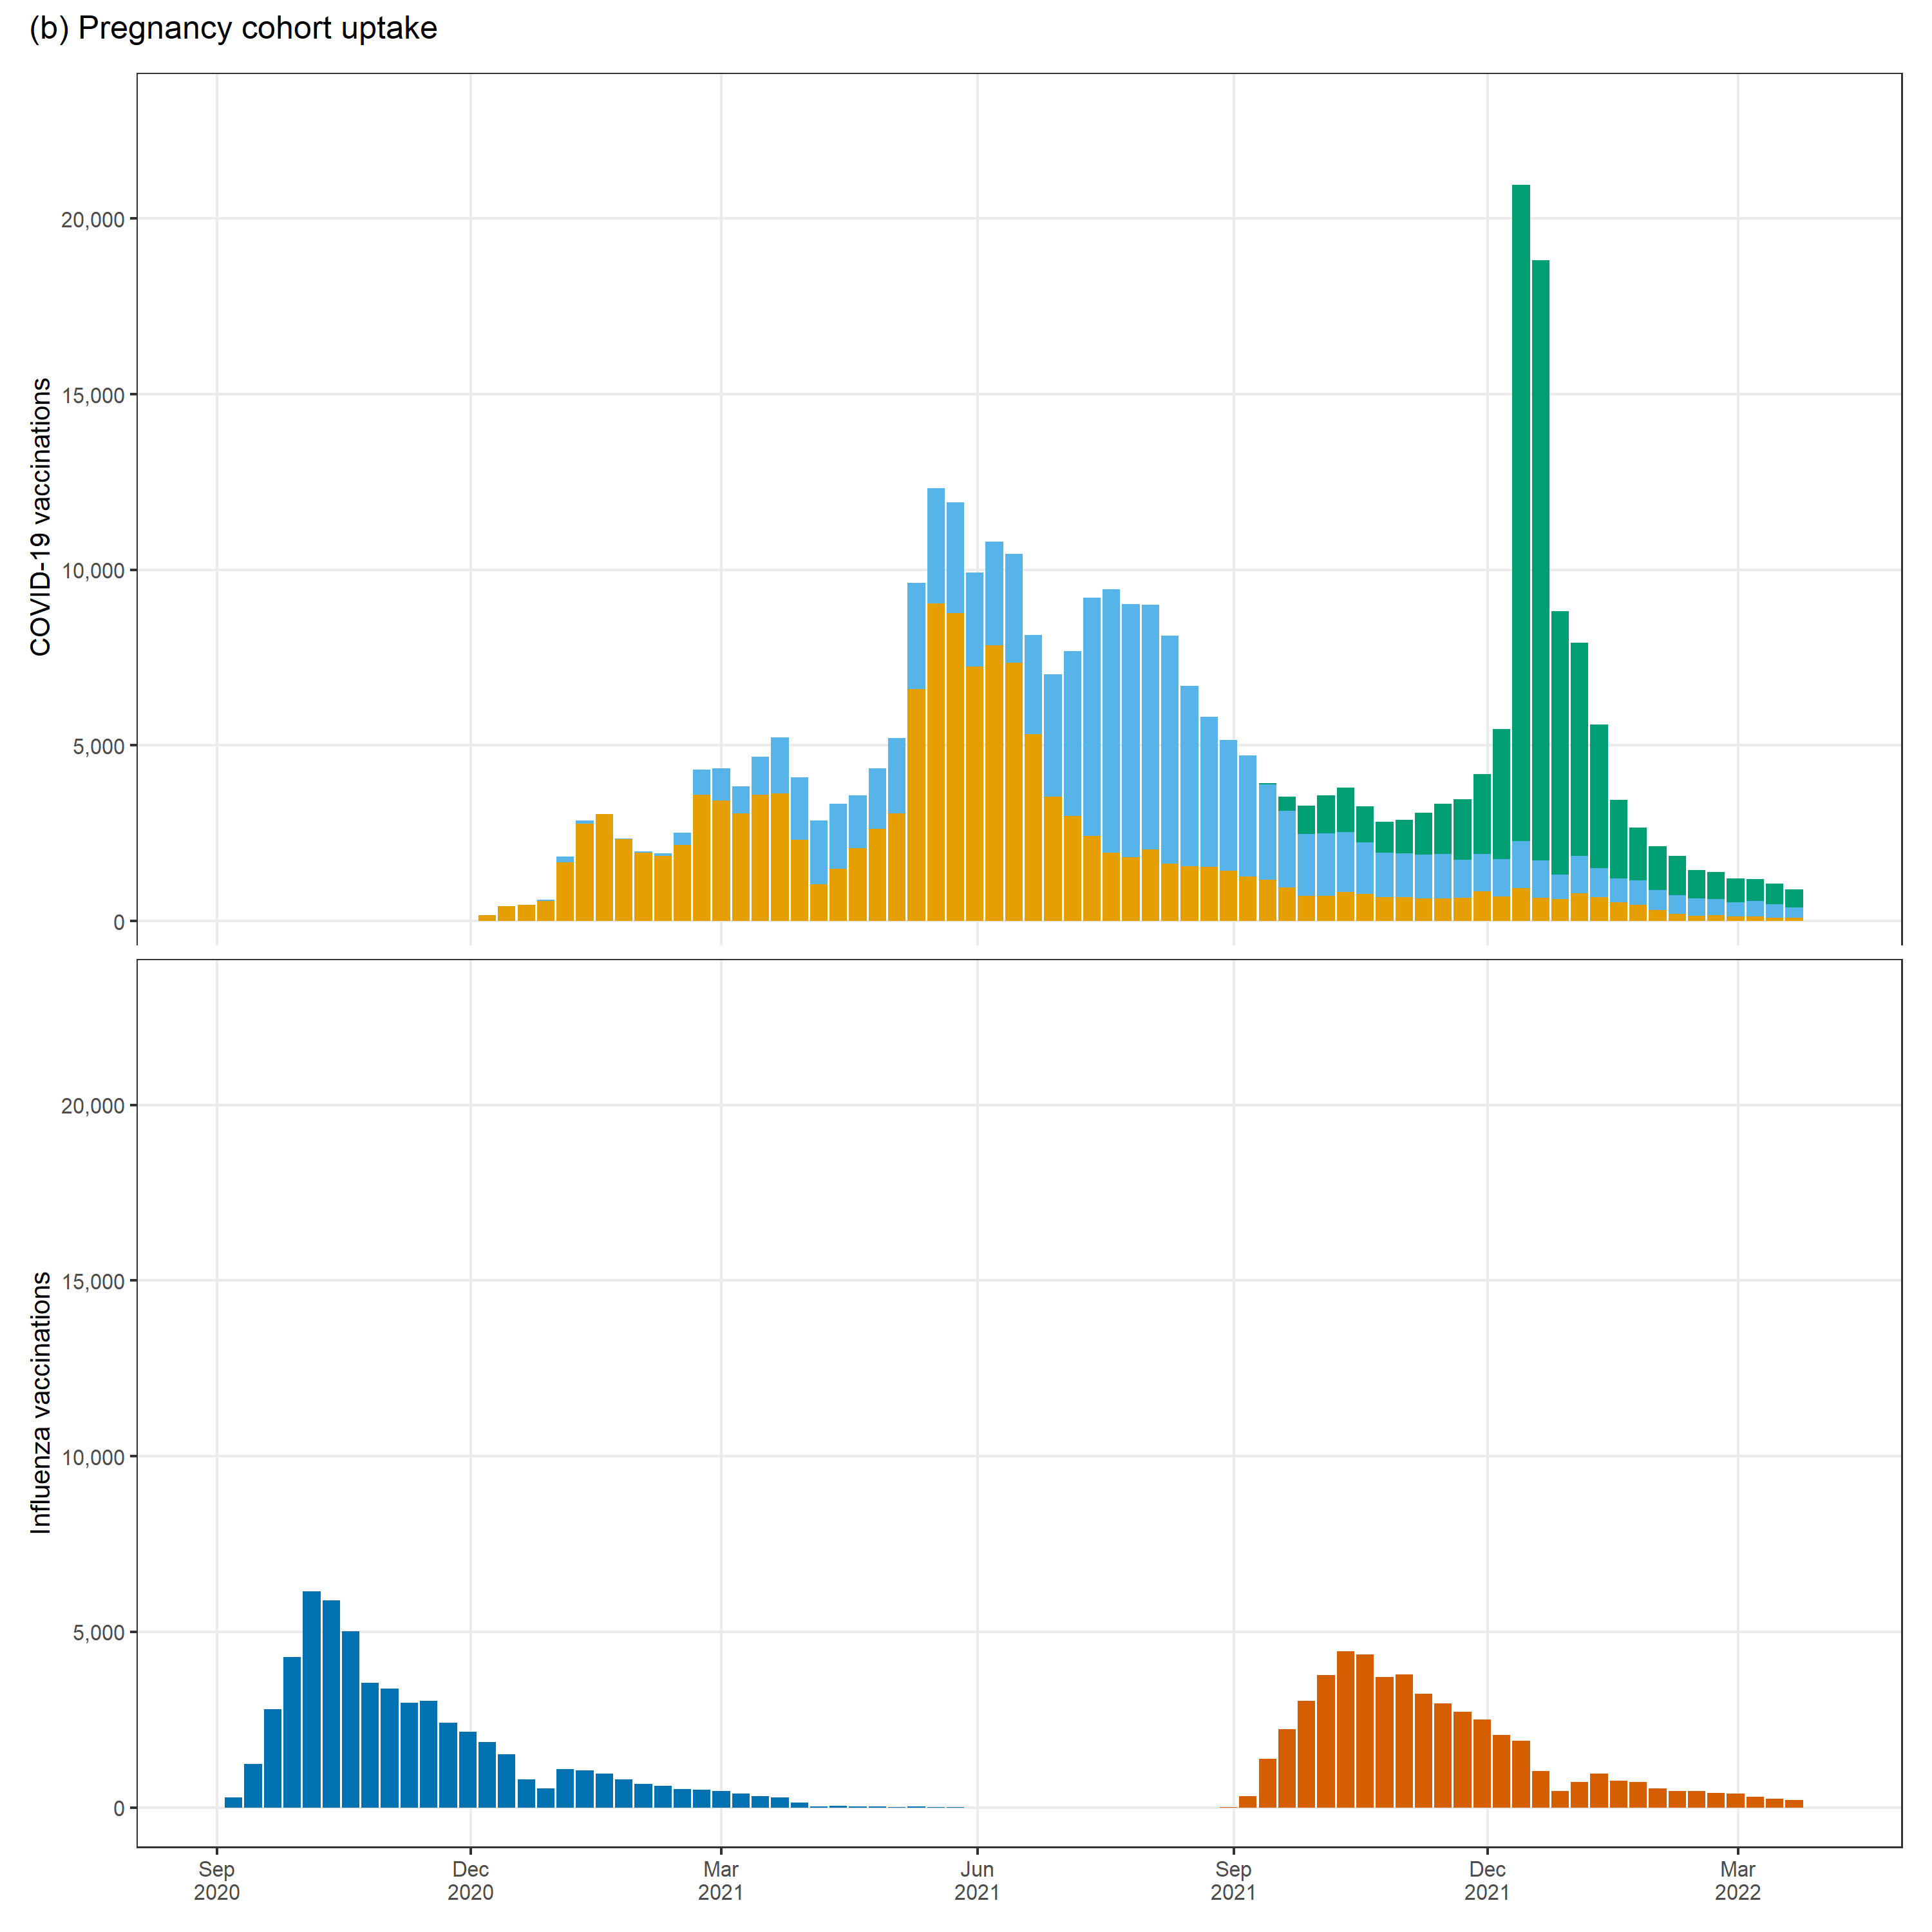 (b) Pregnancy cohort uptake
COVID-19 vaccinations
20,000
15,000
10,000
5,000
0
Influenza vaccinations
20,000
15,000
10,000
5,000
0
Sep
2020
Dec
2020
Mar
2021
Jun
2021
Sep
2021
Dec
2021
Mar
2022